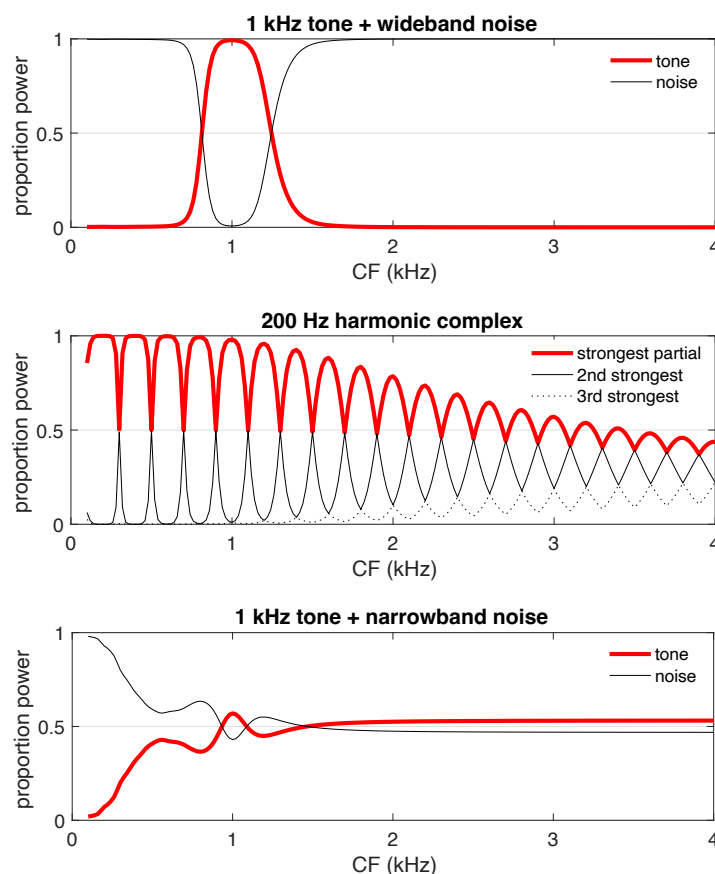 1 kHz tone + wideband noise
1
0.5
0
proportion power
tone
noise
0 1 2 3 4
CF (kHz)
200 Hz harmonic complex
1
0.5
0
proportion power
strongest partial
2nd strongest
3rd strongest
0 1 2 3 4
CF (kHz)
1 kHz tone + narrowband noise
1
0.5
0
proportion power
tone
noise
0 1 2 3 4
CF (kHz)